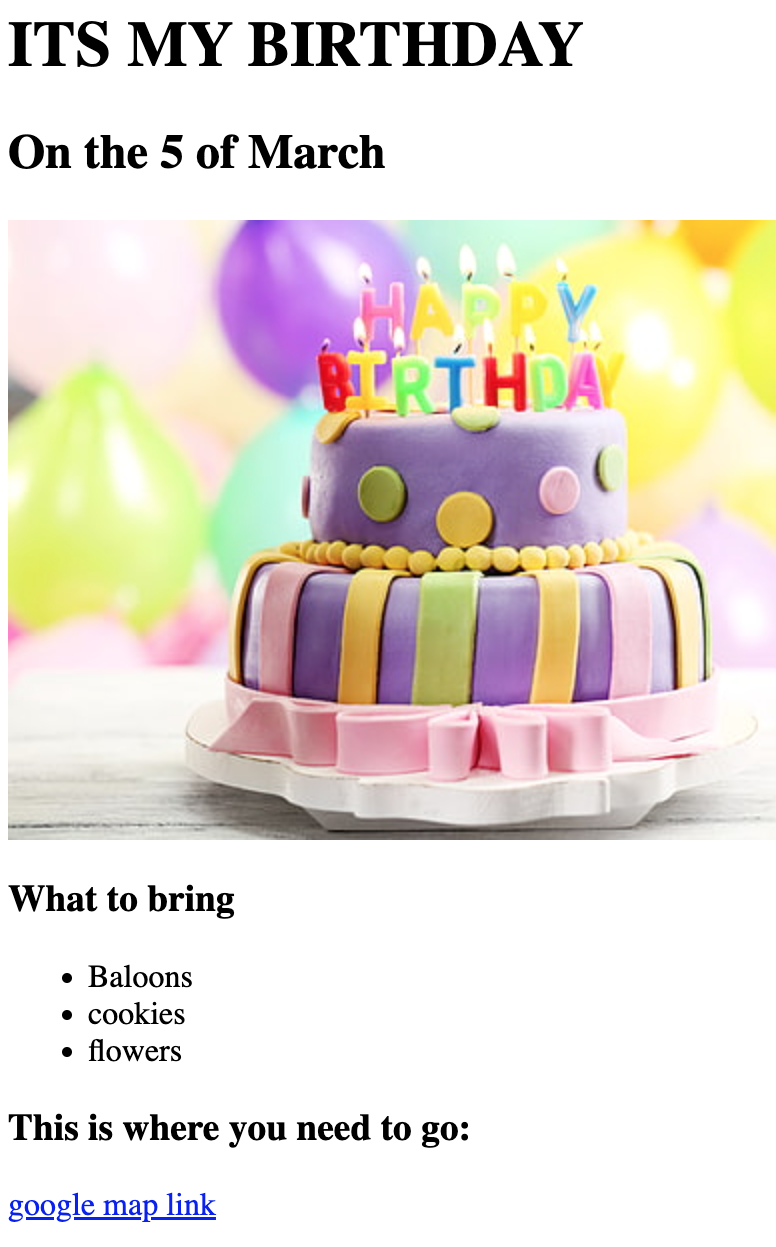 ITS MY BIRTHDAY
On the 5 of March
HAPPY
BIRTHDAY
What to bring
Baloons
cookies
flowers
This is where you need to go:
google map link